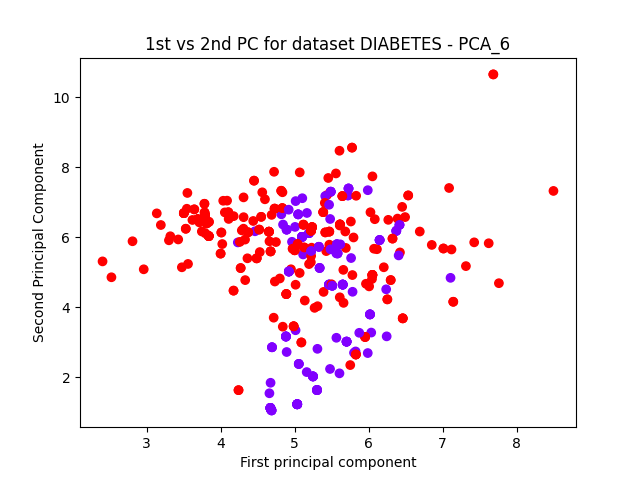 1st vs 2nd PC for dataset DIABETES - PCA_6
10
8
6
4
2
Second Principal Component
3 4 5 6 7 8
First principal component